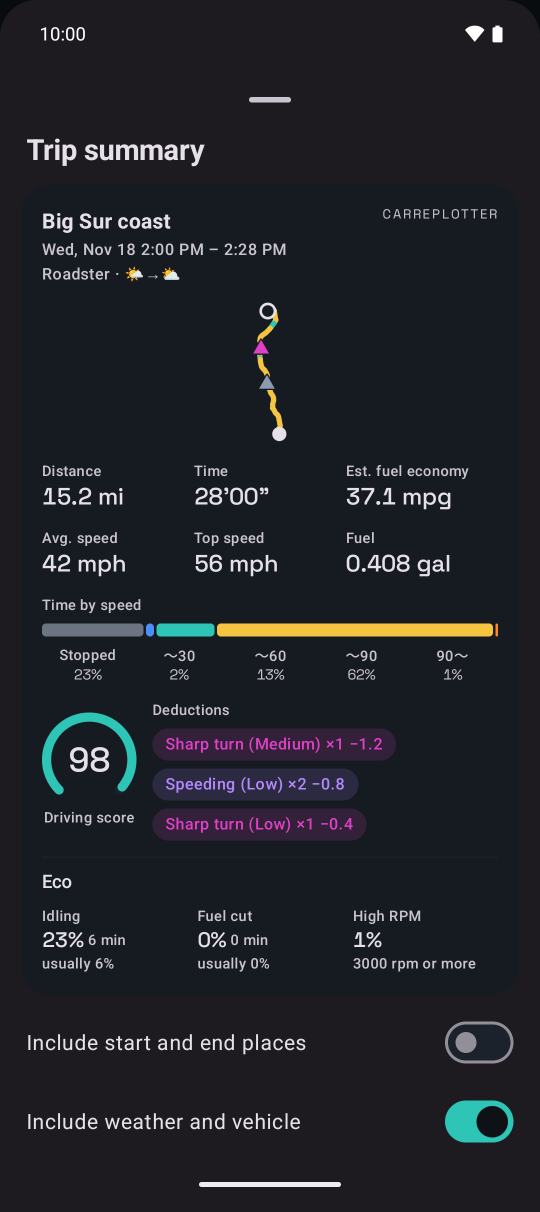 10:00
Trip summary
Big Sur coast
CARREPLOTTER
Wed, Nov 18 2:00 PM – 2:28 PM
Roadster · 🌤️→⛅
Distance Time Est. fuel economy
15.2 mi 28’00” 37.1 mpg
Avg. speed Top speed Fuel
42 mph 56 mph 0.408 gal
Time by speed
Stopped 〜30 〜60 〜90 90〜
23% 2% 13% 62% 1%
Deductions
98
Sharp turn (Medium) ×1 −1.2
Speeding (Low) ×2 −0.8
Sharp turn (Low) ×1 −0.4
Driving score
Eco
Idling Fuel cut High RPM
23% 6 min 0% 0 min 1%
usually 6% usually 0% 3000 rpm or more
Include start and end places
Include weather and vehicle